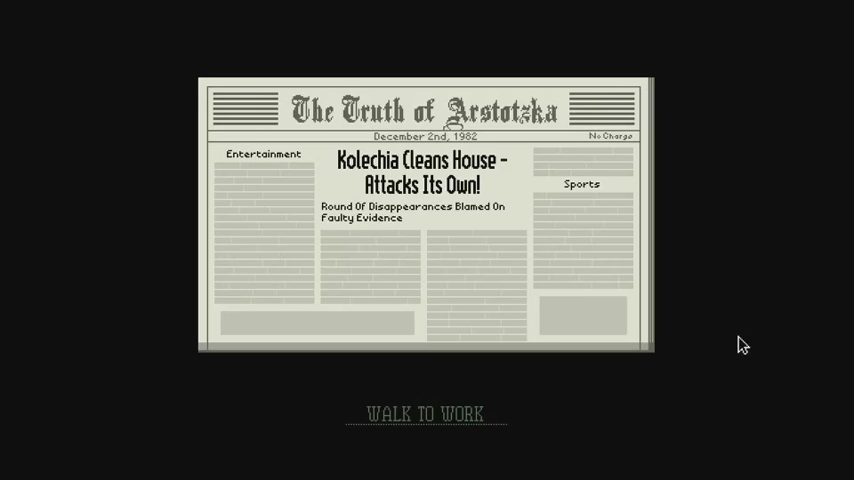 The Truth of Arstotzka
December 2nd, 1982
No Charge
Entertainment
Kolechia Cleans House -
Attacks Its Own!
Round Of Disappearances Blamed On
Faulty Evidence
Sports
WALK TO WORK